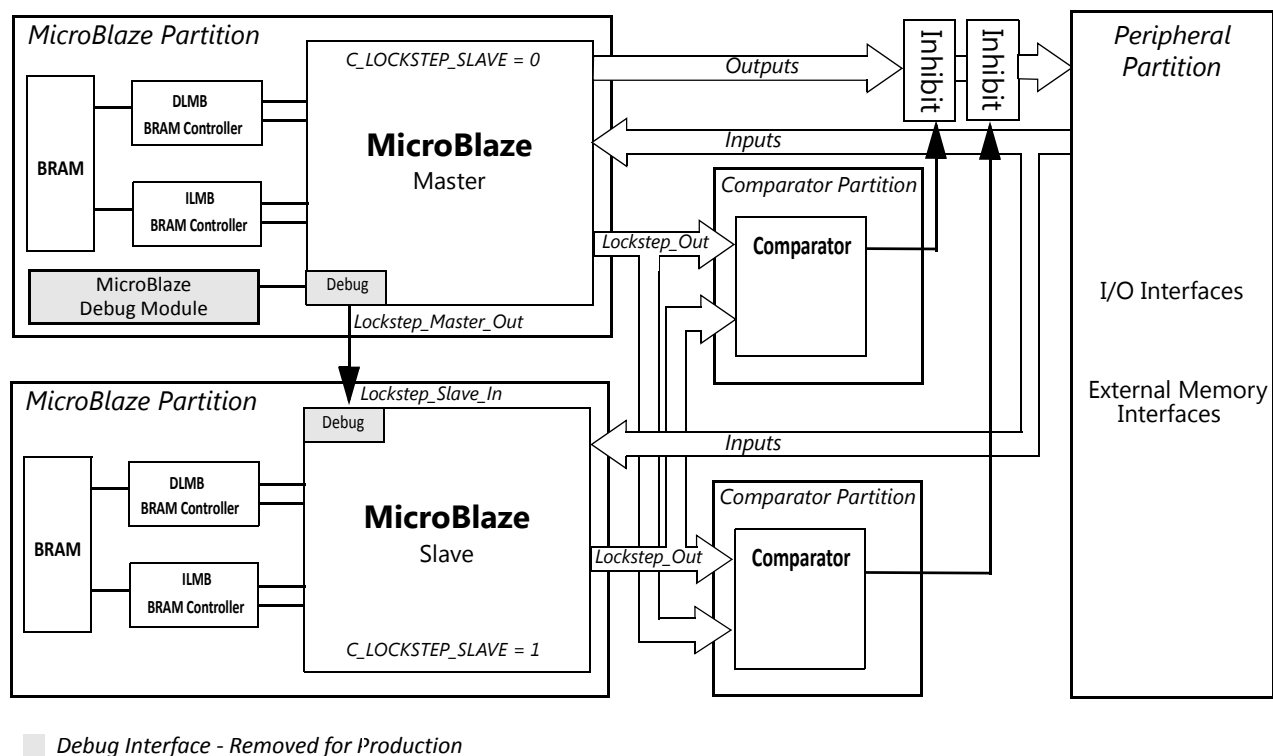 MicroBlaze Partition
C_LOCKSTEP_SLAVE = 0
DLMB
BRAM Controller
BRAM
MicroBlaze
Master
ILMB
BRAM Controller
MicroBlaze
Debug Module
Debug
Lockstep_Master_Out
Outputs
Inhibit
Inhibit
Inputs
Comparator Partition
Lockstep_Out
Comparator
Peripheral
Partition
I/O Interfaces
External Memory
Interfaces
MicroBlaze Partition
Lockstep_Slave_In
Debug
DLMB
BRAM Controller
BRAM
MicroBlaze
Slave
ILMB
BRAM Controller
C_LOCKSTEP_SLAVE = 1
Inputs
Comparator Partition
Lockstep_Out
Comparator
Debug Interface - Removed for Production